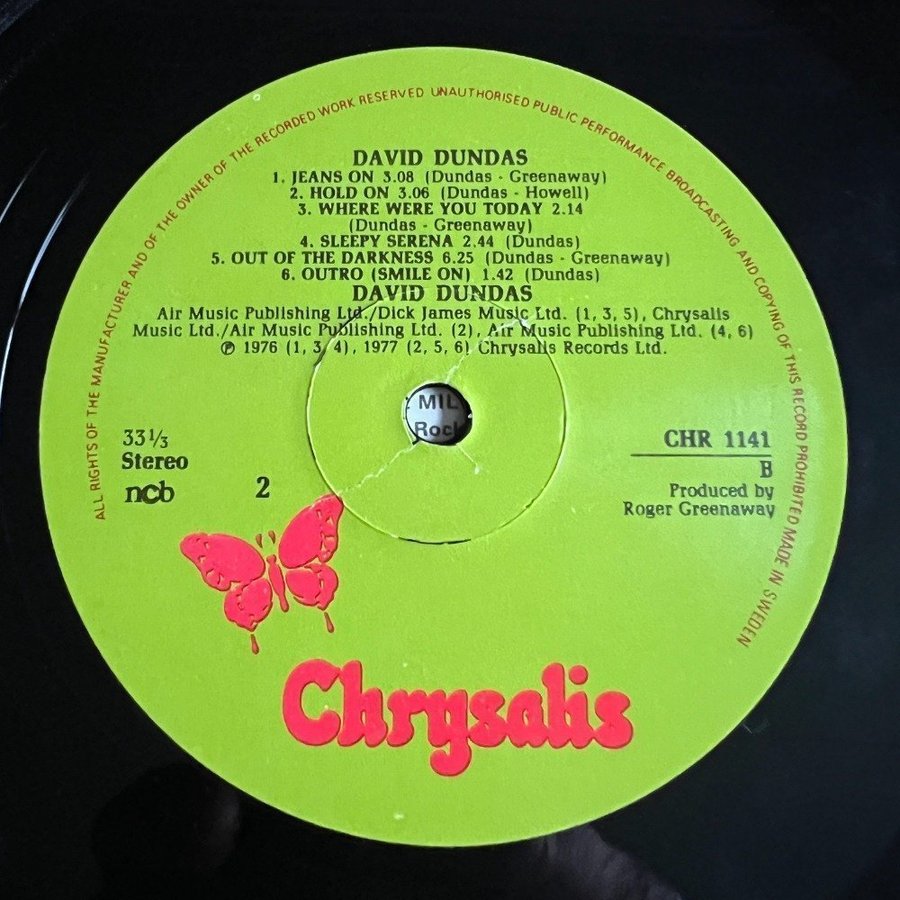 ALL RIGHTS OF THE MANUFACTURER AND OF THE OWNER OF THE RECORDED WORK RESERVED UNAUTHORISED PUBLIC PERFORMANCE BROADCASTING AND COPYING OF THIS RECORD PROHIBITED MADE IN SWEDEN
DAVID DUNDAS
1. JEANS ON 3.08 (Dundas - Greenaway)
2. HOLD ON 3.06 (Dundas - Howell)
3. WHERE WERE YOU TODAY 2.14
(Dundas - Greenaway)
4. SLEEPY SERENA 2.44 (Dundas)
5. OUT OF THE DARKNESS 6.25 (Dundas - Greenaway)
6. OUTRO (SMILE ON) 1.42 (Dundas)
DAVID DUNDAS
Air Music Publishing Ltd./Dick James Music Ltd. (1, 3, 5), Chrysalis
Music Ltd./Air Music Publishing Ltd. (2), Air Music Publishing Ltd. (4, 6)
℗ 1976 (1, 3, 4), 1977 (2, 5, 6) Chrysalis Records Ltd.
MIL
Rock
33⅓
Stereo
ncb
2
CHR 1141
B
Produced by
Roger Greenaway
Chrysalis